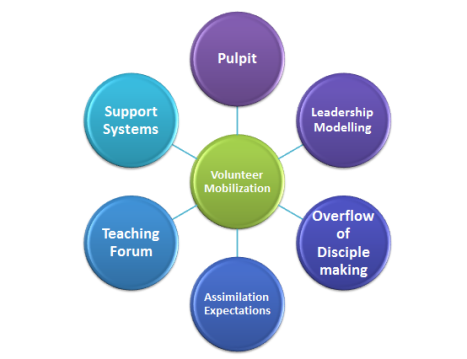 Pulpit
Leadership
Modelling
Overflow
of
Disciple
making
Assimilation
Expectations
Teaching
Forum
Support
Systems
Volunteer
Mobilization